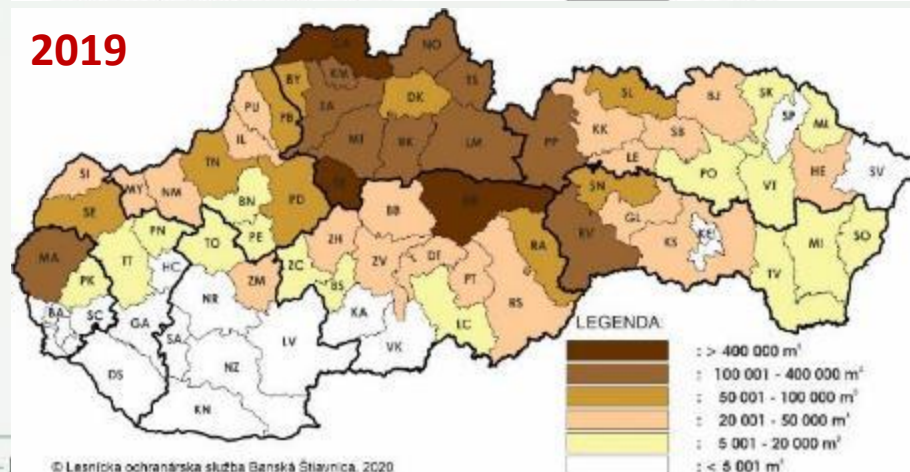 2019
NO
KM
TS
BY
DK
ZA
PU
PB
SL
BJ
SK
SP
ML
IL
MT
RK
LM
PP
KK
SB
HE
SV
TN
LE
PO
VT
SI
MY
NM
BN
PD
BB
SN
SE
GL
KE
SO
PN
PE
ZH
RA
RV
KS
MI
MA
TT
TO
ZM
ZC
ZV
DT
TV
PK
HC
BS
PT
NR
KA
RS
BA
SC
GA
SA
LV
LC
VK
DS
NZ
KN
LEGENDA:
: > 400 000 m³
: 100 001 - 400 000 m³
: 50 001 - 100 000 m³
: 20 001 - 50 000 m³
: 5 001 - 20 000 m³
: < 5 001 m³
© Lesnícka ochranárska služba Banská Štiavnica, 2020